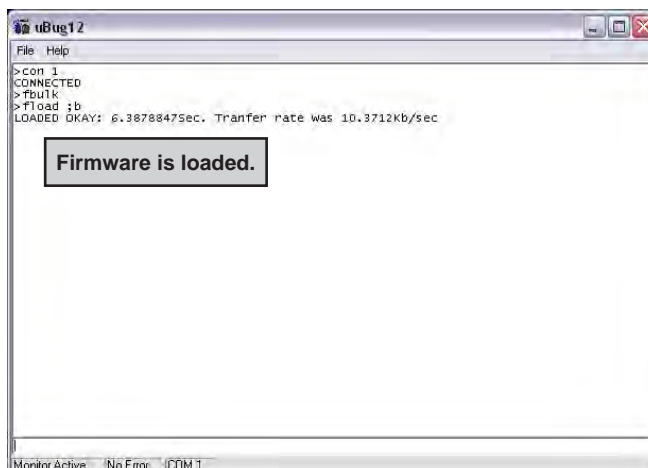 uBug12
File Help
>con 1
CONNECTED
>fbulk
>fload ;b
LOADED OKAY: 6.3878847Sec. Tranfer rate was 10.3712Kb/sec
Firmware is loaded.
Monitor Active No Error COM 1